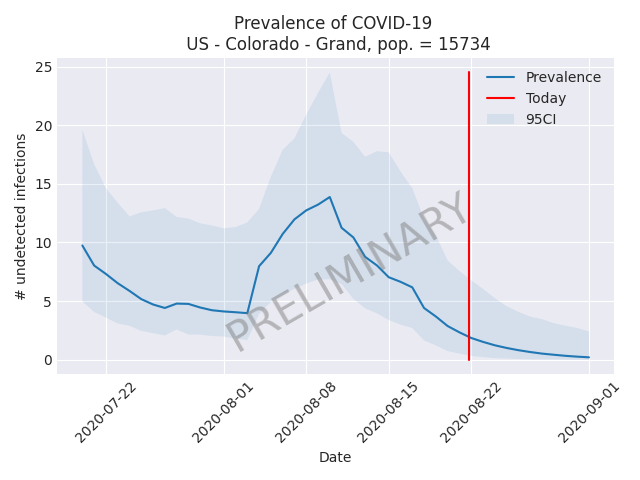 Prevalence of COVID-19
US - Colorado - Grand, pop. = 15734
# undetected infections
25
20
15
10
5
0
Prevalence
Today
95CI
PRELIMINARY
2020-07-22
2020-08-01
2020-08-08
2020-08-15
2020-08-22
2020-09-01
Date